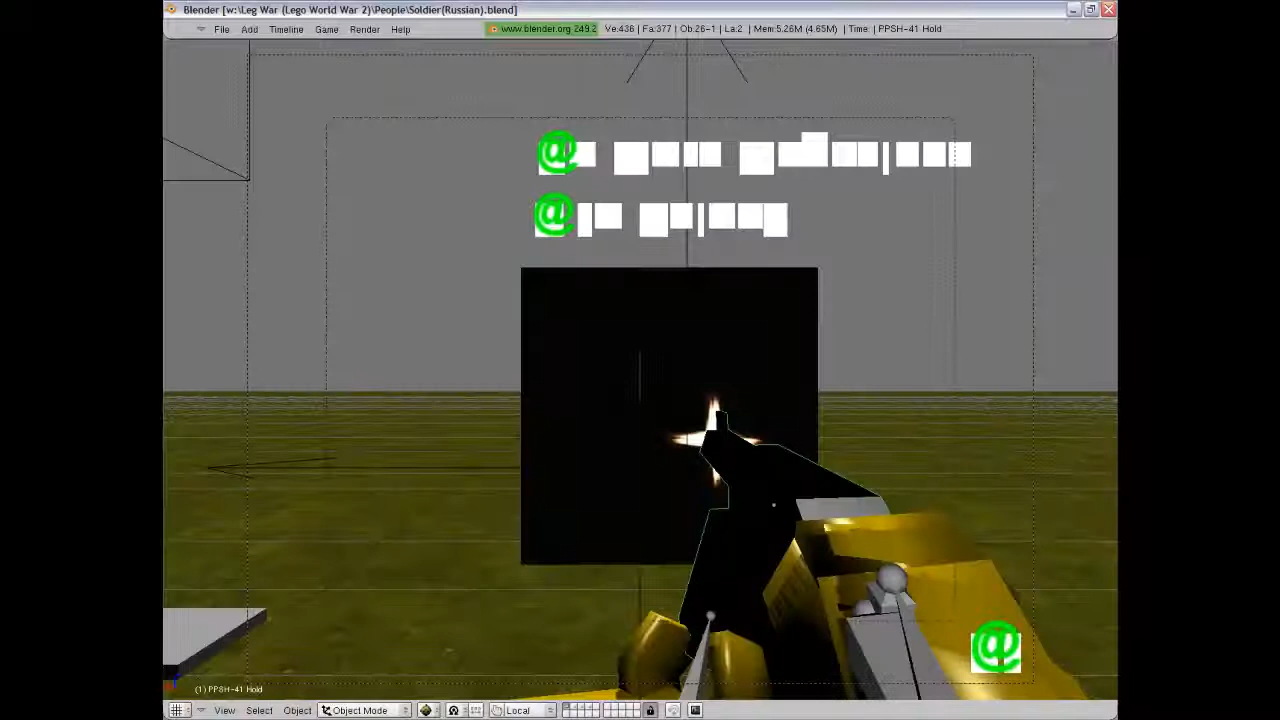 Blender [w:\Leg War (Lego World War 2)\People\Soldier(Russian).blend]
File Add Timeline Game Render Help www.blender.org 249.2 Ve:436 | Fa:377 | Ob:26-1 | La:2 | Mem:5.26M (4.65M) | Time: | PPSH-41 Hold
@
@
@
(1) PPSH-41 Hold
View Select Object Object Mode Local